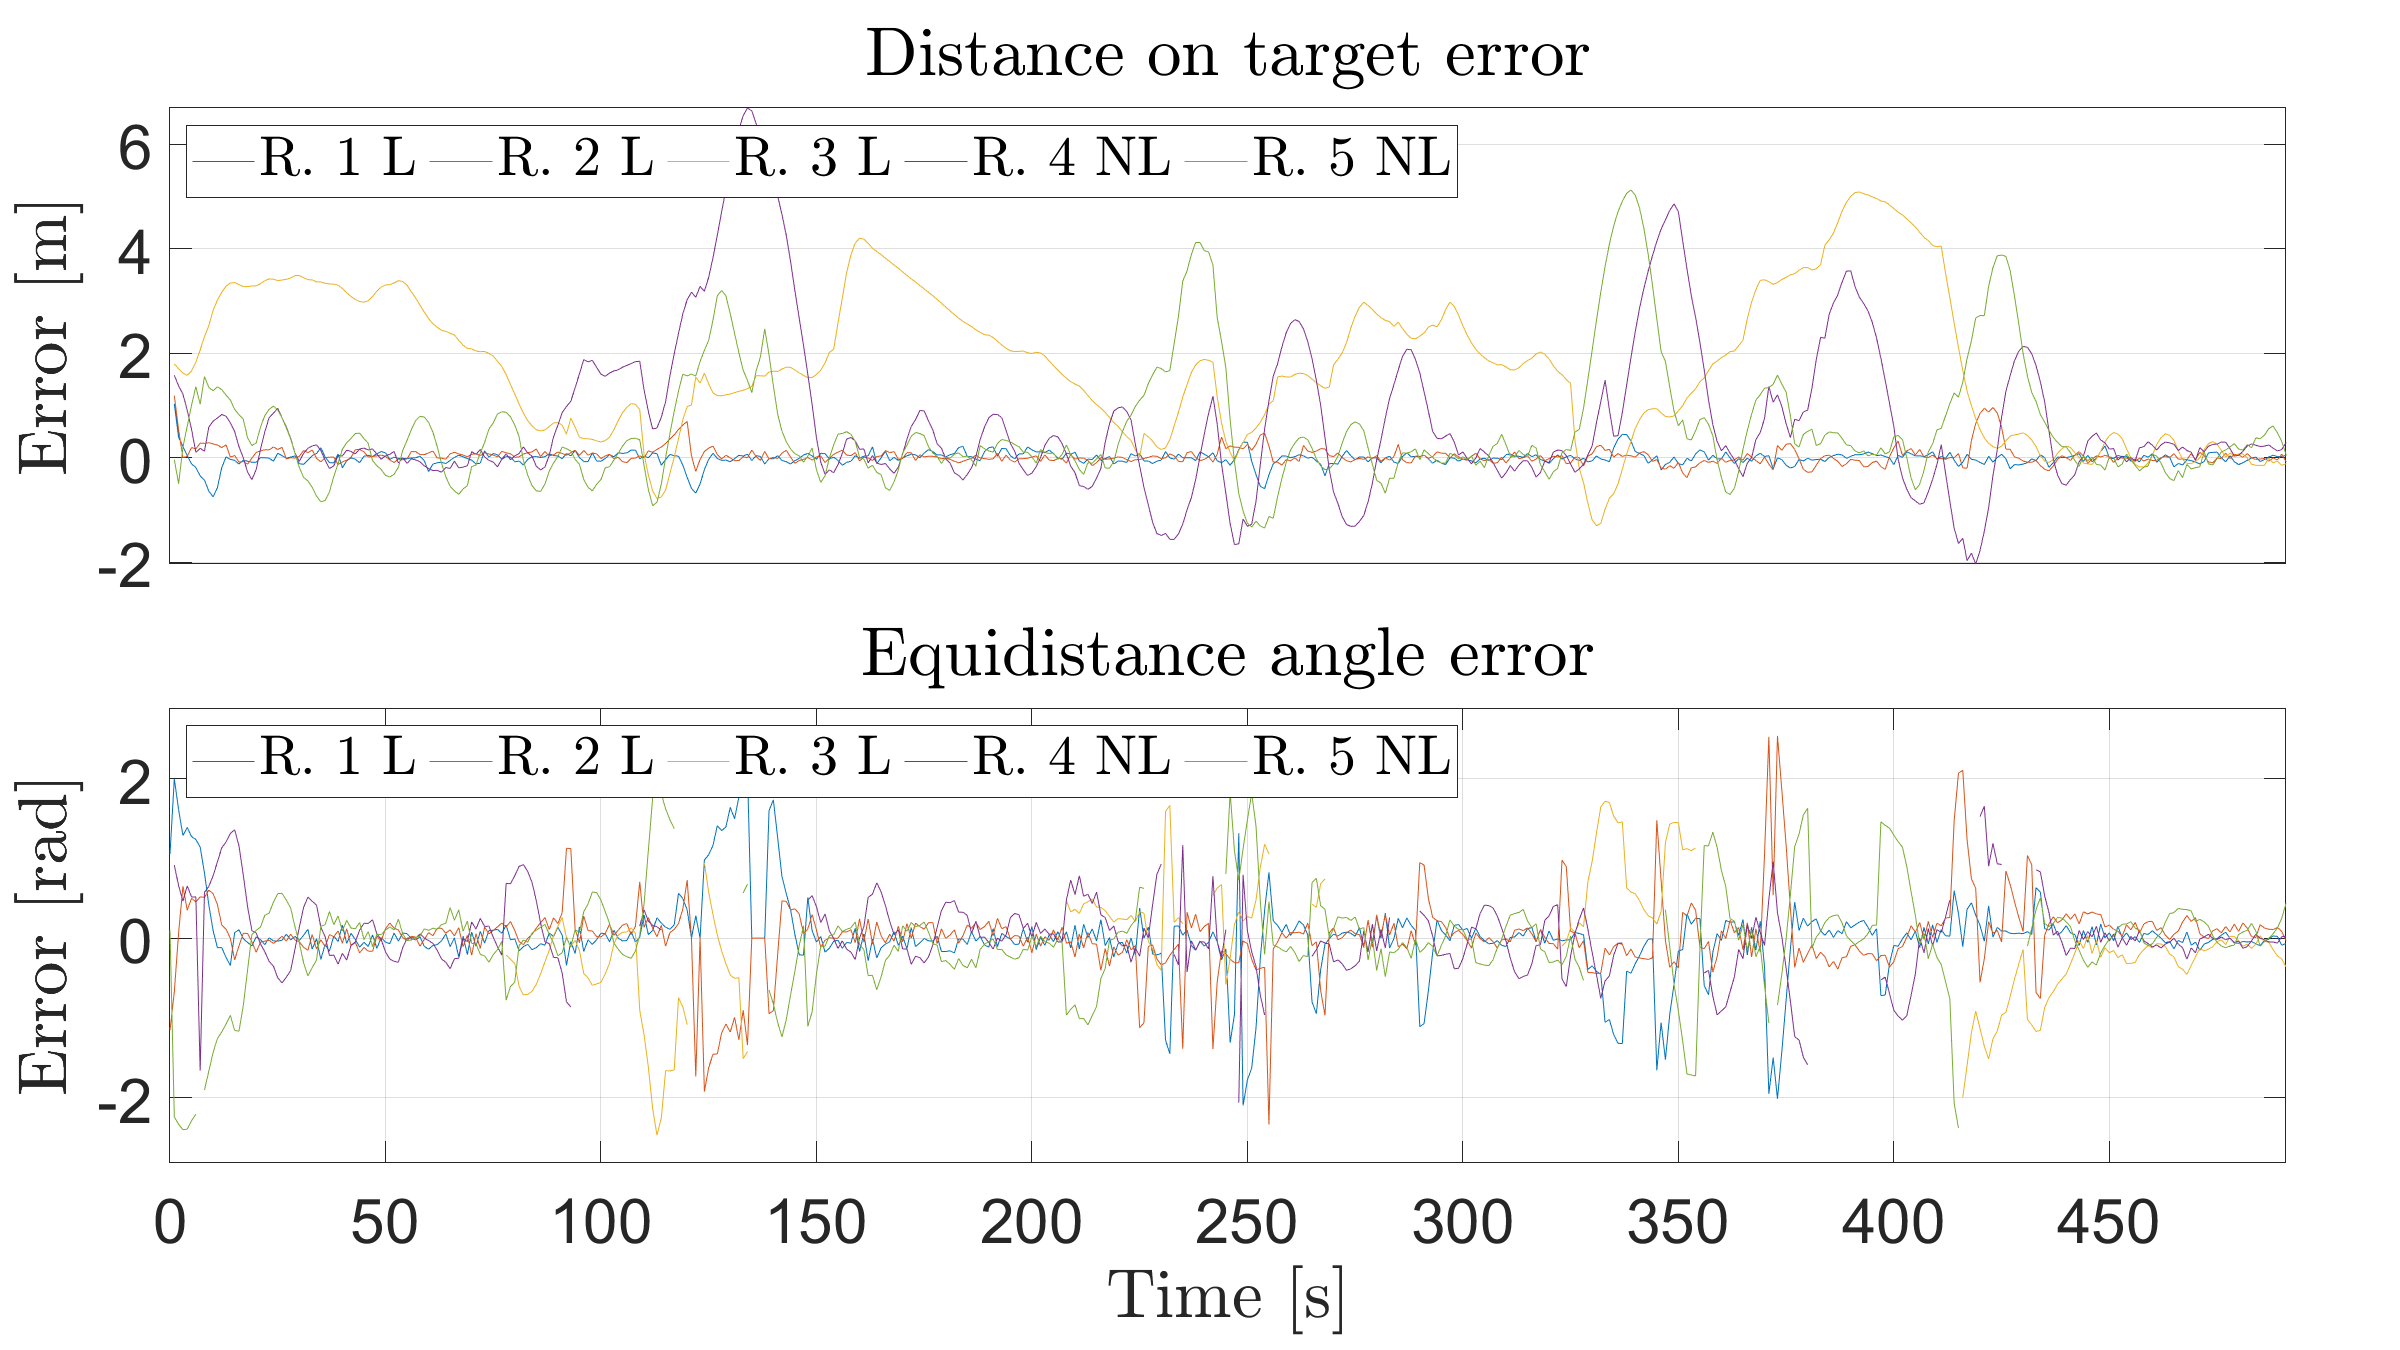 Distance on target error
Error [m]
6
4
2
0
-2
R. 1 L R. 2 L R. 3 L R. 4 NL R. 5 NL
Equidistance angle error
Error [rad]
2
0
-2
R. 1 L R. 2 L R. 3 L R. 4 NL R. 5 NL
0 50 100 150 200 250 300 350 400 450
Time [s]